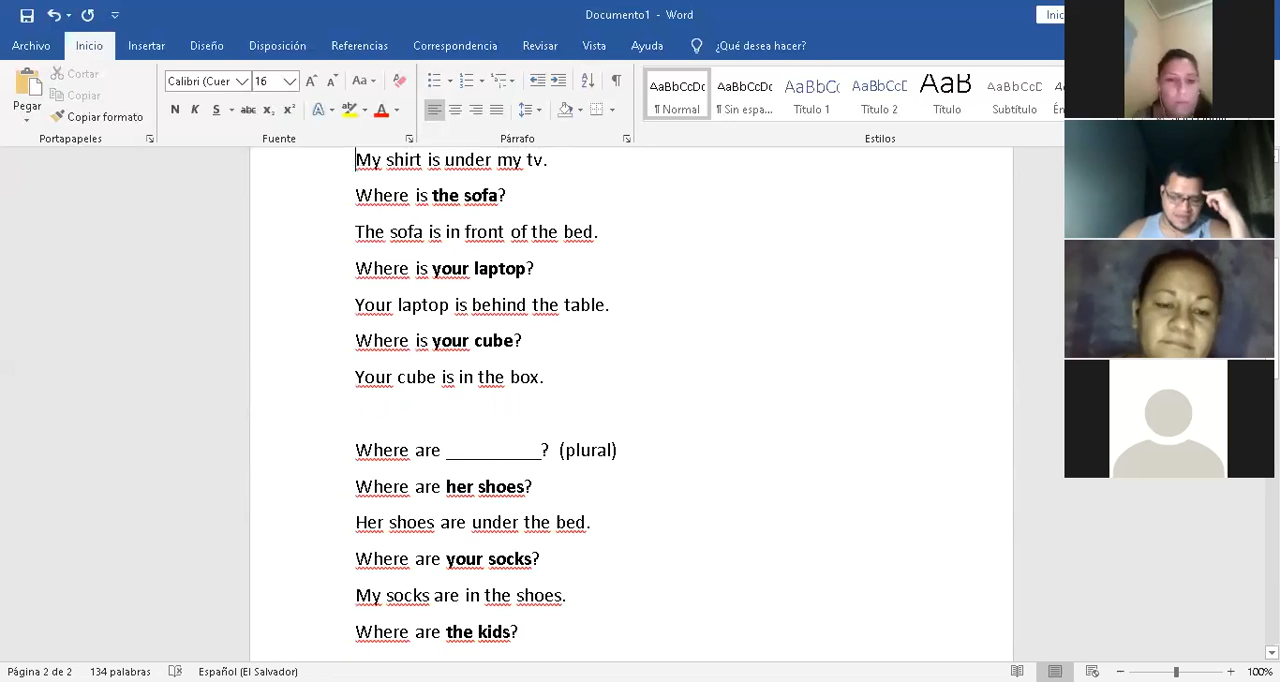 Documento1 - Word
Inic
Archivo Inicio Insertar Diseño Disposición Referencias Correspondencia Revisar Vista Ayuda ¿Qué desea hacer?
Pegar
Cortar
Copiar
Copiar formato
Portapapeles
Calibri (Cuer 16
N K S abc
Fuente
Párrafo
AaBbCcDc AaBbCcDc AaBbCc AaBbCcD AaB AaBbCcD
¶ Normal ¶ Sin espa... Título 1 Título 2 Título Subtítulo
Estilos
My shirt is under my tv.
Where is the sofa?
The sofa is in front of the bed.
Where is your laptop?
Your laptop is behind the table.
Where is your cube?
Your cube is in the box.
Where are __________? (plural)
Where are her shoes?
Her shoes are under the bed.
Where are your socks?
My socks are in the shoes.
Where are the kids?
Página 2 de 2 134 palabras Español (El Salvador) 100%